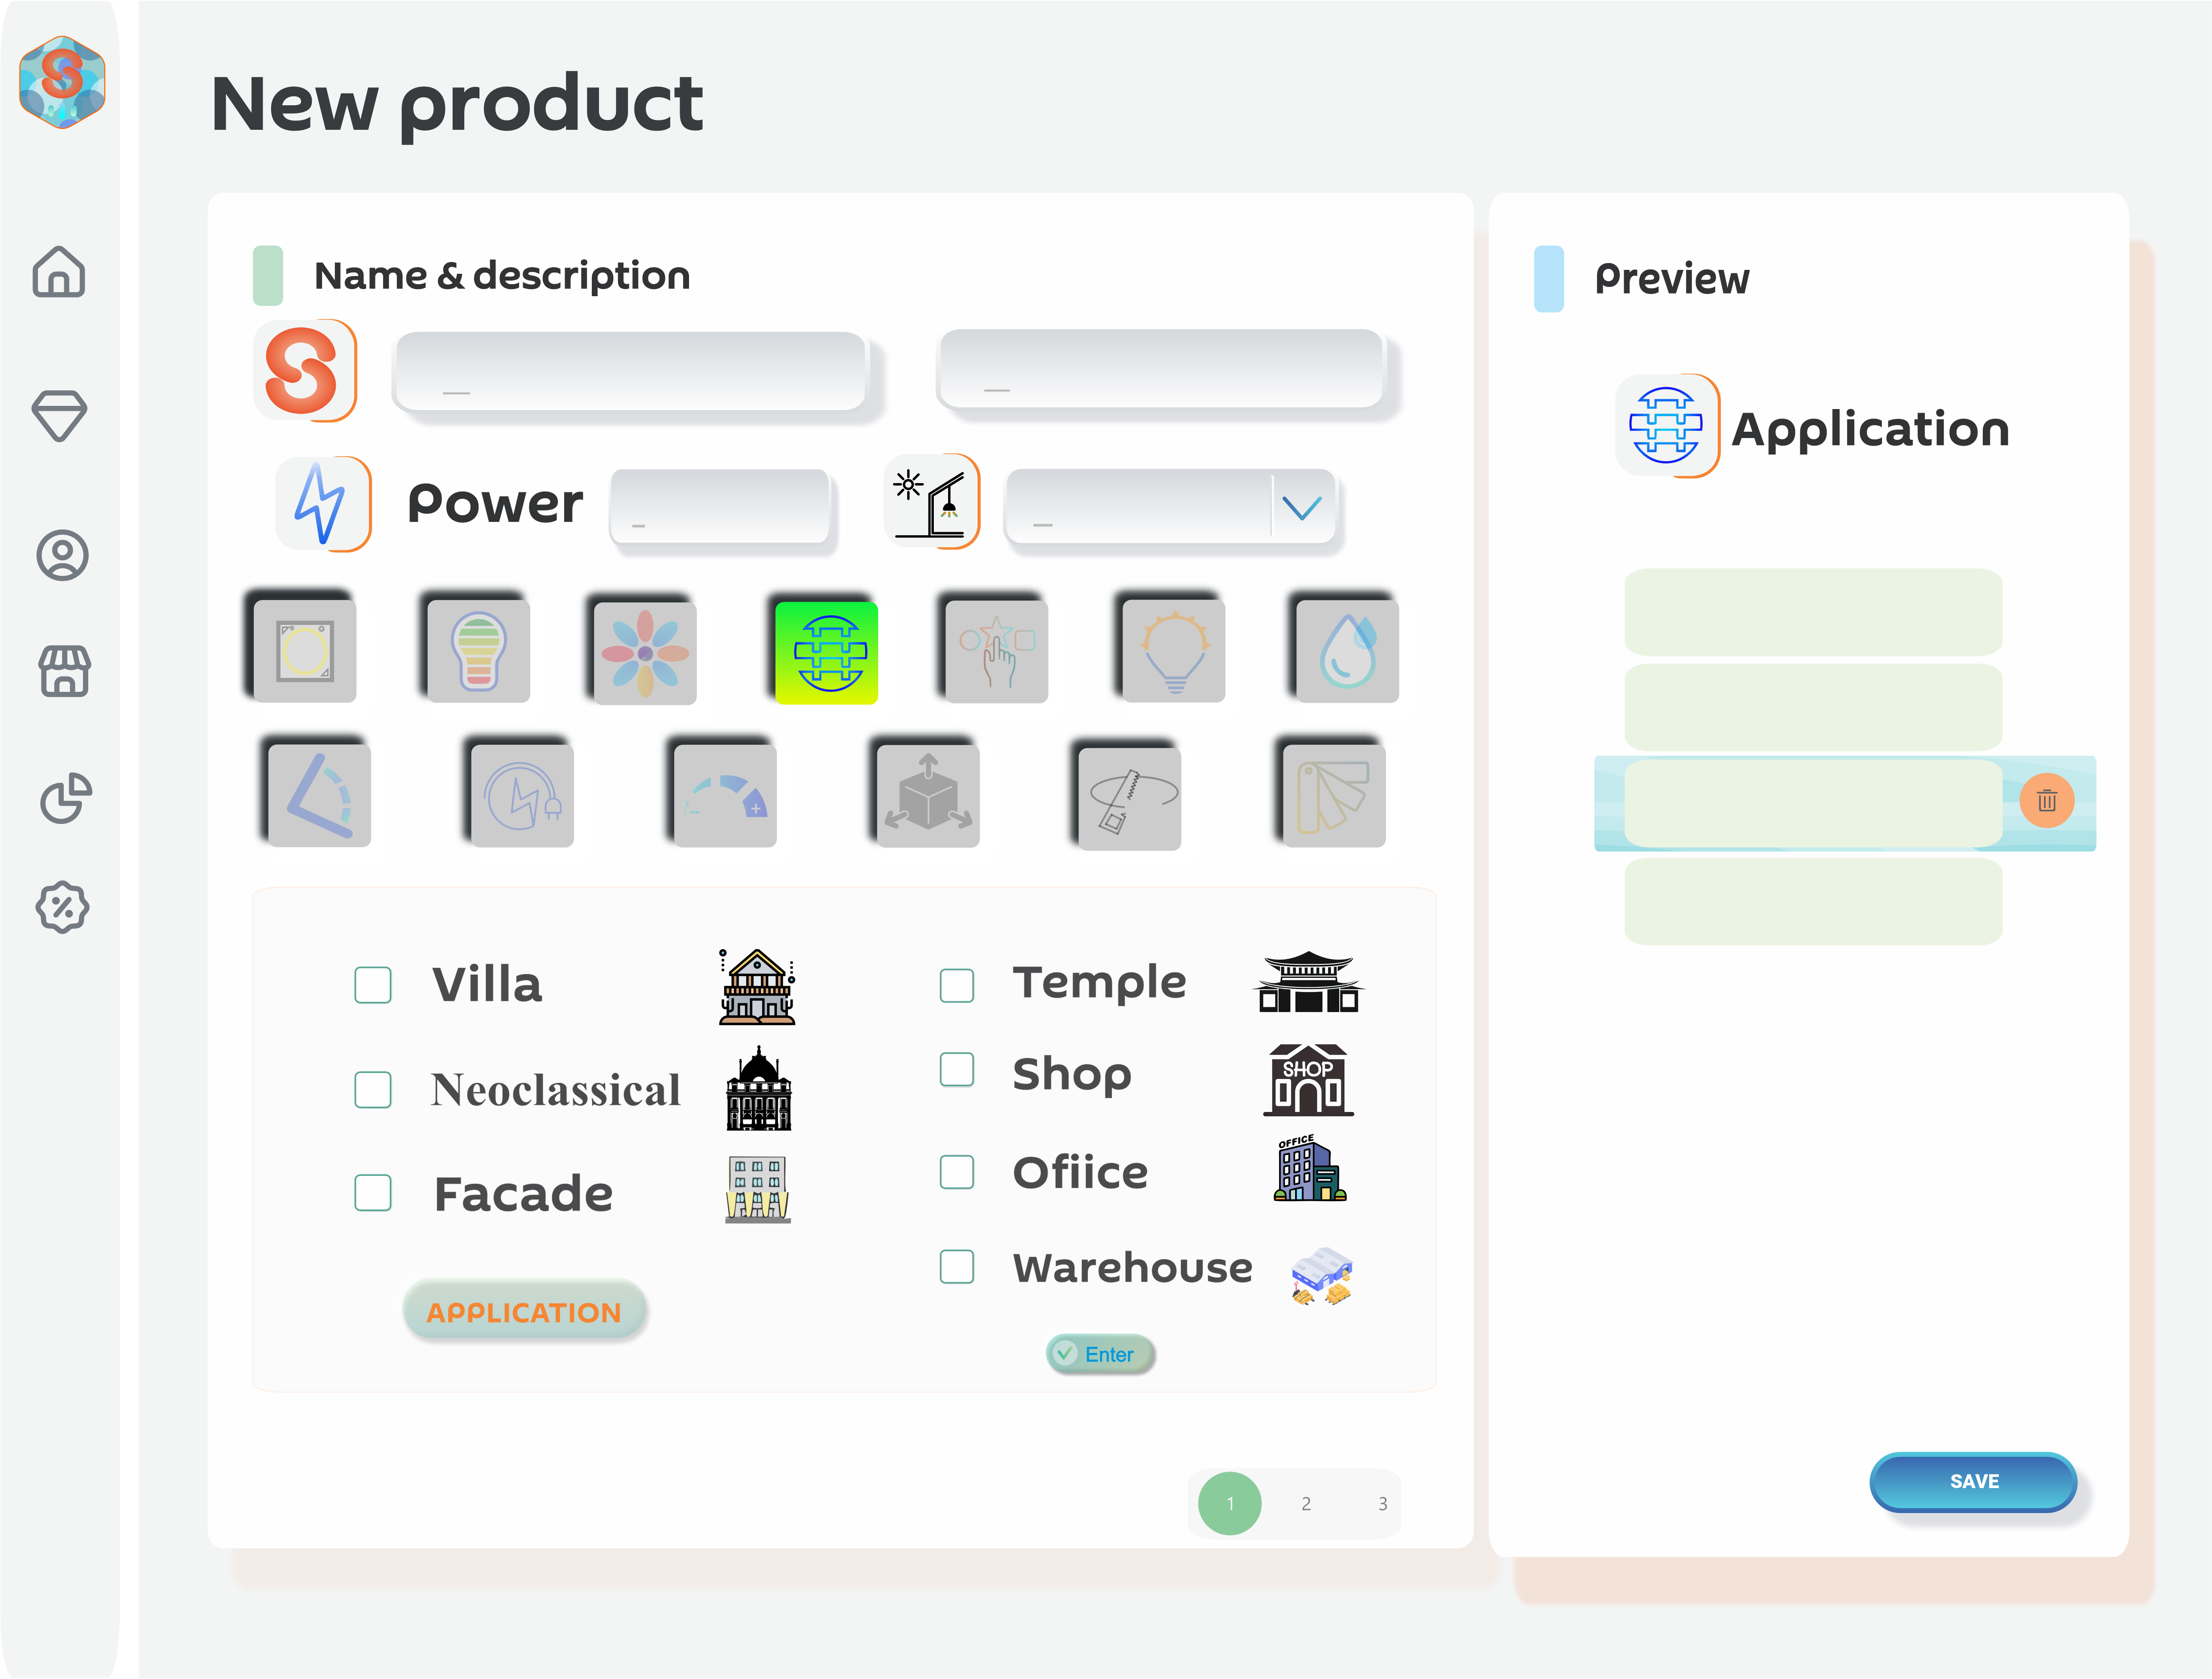 New product
Name & description
Power
Villa
Neoclassical
Facade
APPLICATION
Temple
Shop
SHOP
Ofiice
OFFICE
Warehouse
Enter
1 2 3
Preview
Application
SAVE